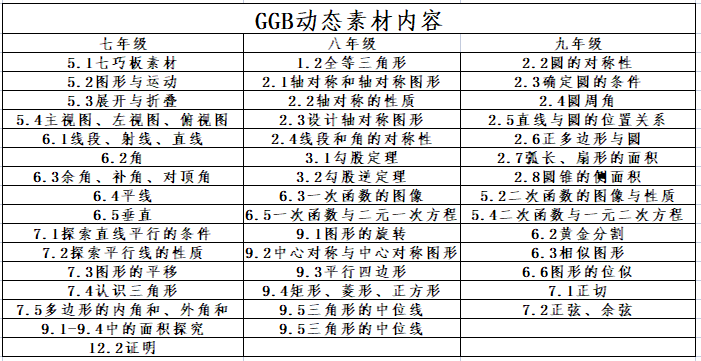 GGB动态素材内容
七年级 八年级 九年级
5.1七巧板素材 1.2全等三角形 2.2圆的对称性
5.2图形与运动 2.1轴对称和轴对称图形 2.3确定圆的条件
5.3展开与折叠 2.2轴对称的性质 2.4圆周角
5.4主视图、左视图、俯视图 2.3设计轴对称图形 2.5直线与圆的位置关系
6.1线段、射线、直线 2.4线段和角的对称性 2.6正多边形与圆
6.2角 3.1勾股定理 2.7弧长、扇形的面积
6.3余角、补角、对顶角 3.2勾股逆定理 2.8圆锥的侧面积
6.4平线 6.3一次函数的图像 5.2二次函数的图像与性质
6.5垂直 6.5一次函数与二元一次方程 5.4二次函数与一元二次方程
7.1探索直线平行的条件 9.1图形的旋转 6.2黄金分割
7.2探索平行线的性质 9.2中心对称与中心对称图形 6.3相似图形
7.3图形的平移 9.3平行四边形 6.6图形的位似
7.4认识三角形 9.4矩形、菱形、正方形 7.1正切
7.5多边形的内角和、外角和 9.5三角形的中位线 7.2正弦、余弦
9.1-9.4中的面积探究 9.5三角形的中位线
12.2证明